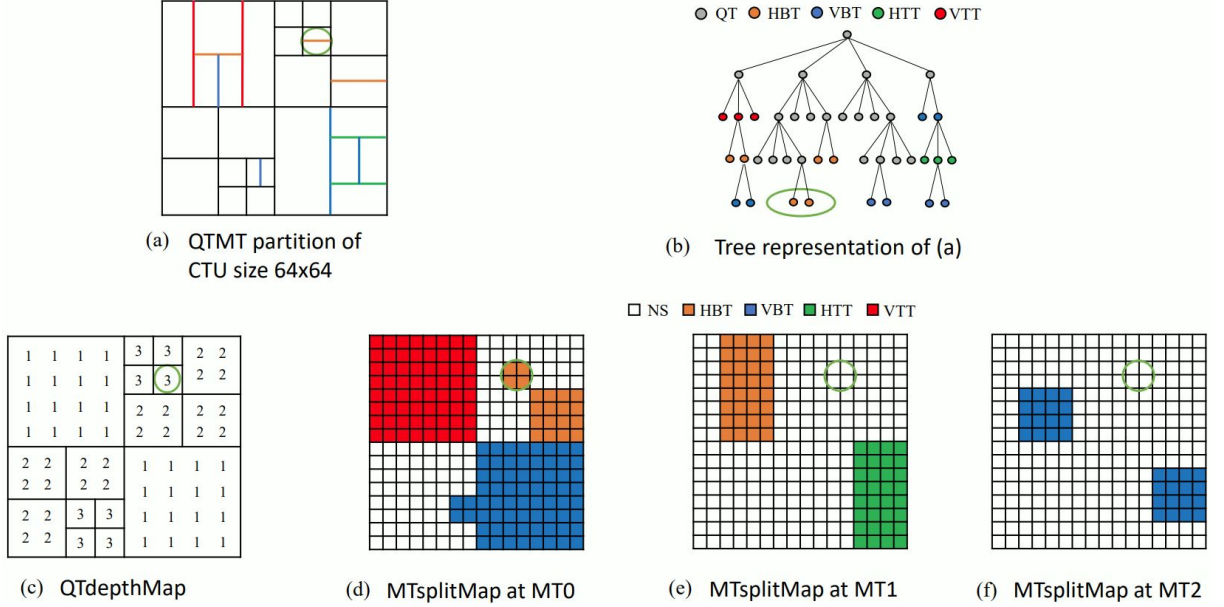 QT HBT VBT HTT VTT
(a) QTMT partition of
CTU size 64x64
(b) Tree representation of (a)
NS HBT VBT HTT VTT
1 1 1 1 3 3 2 2
1 1 1 1 3 3 2 2
1 1 1 1 2 2 2 2
1 1 1 1 2 2 2 2
2 2 2 2 1 1 1 1
2 2 2 2 1 1 1 1
2 2 3 3 1 1 1 1
2 2 3 3 1 1 1 1
(c) QTdepthMap
(d) MTsplitMap at MT0
(e) MTsplitMap at MT1
(f) MTsplitMap at MT2